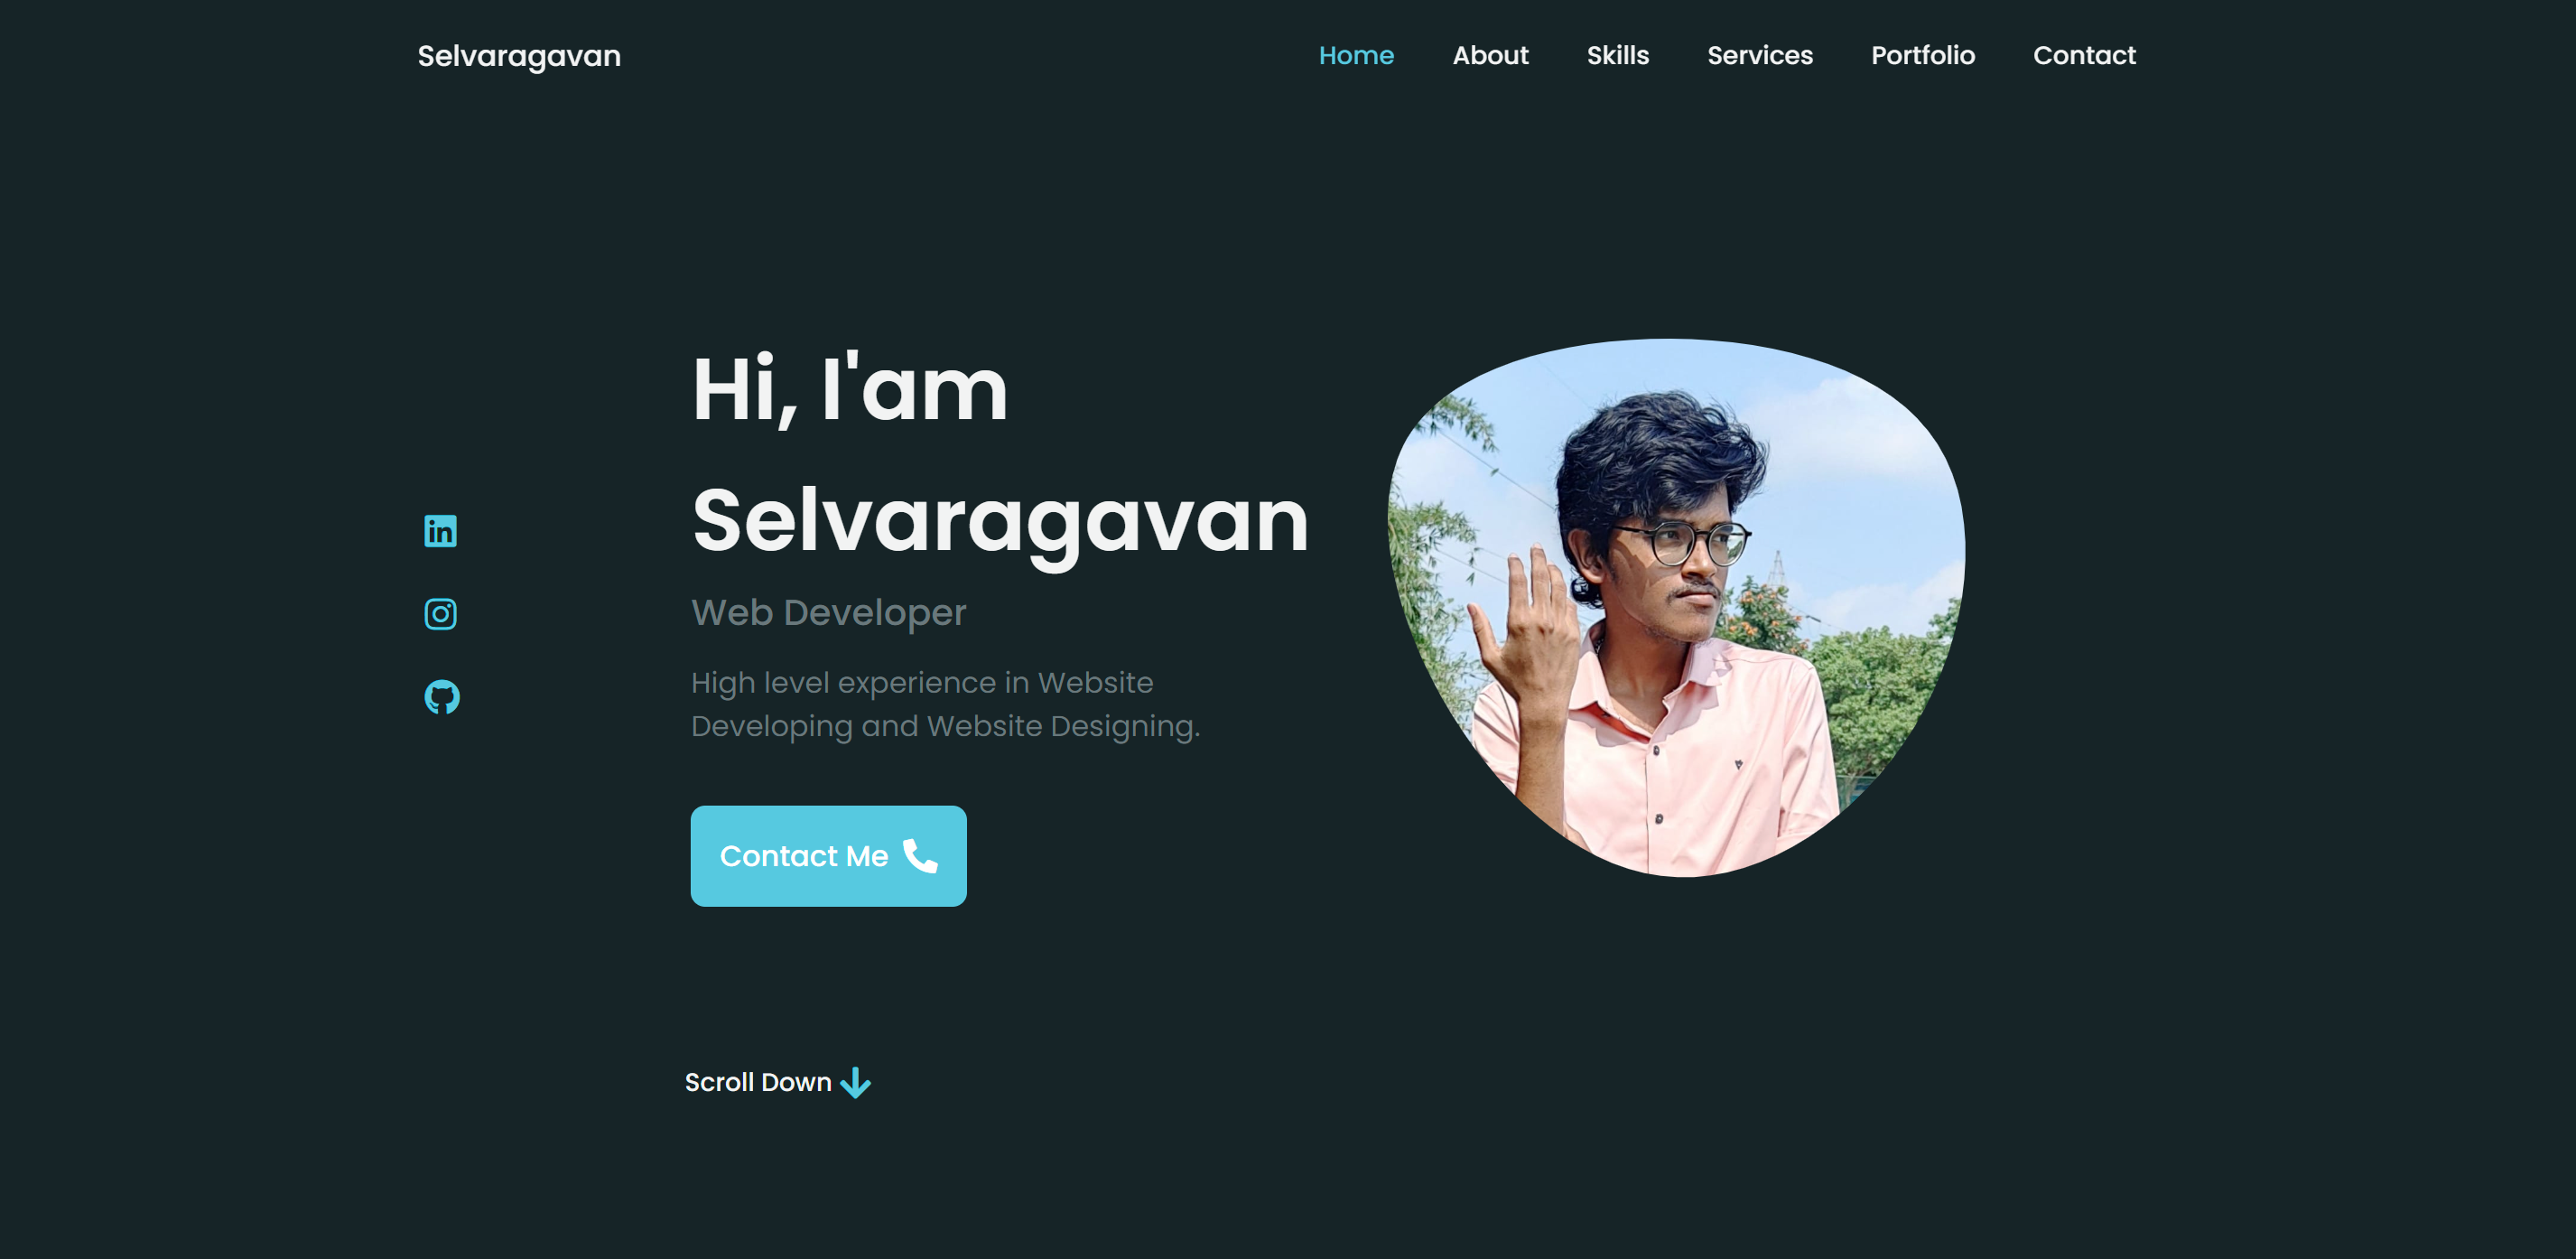 Selvaragavan
Home About Skills Services Portfolio Contact
Hi, I'am
Selvaragavan
Web Developer
High level experience in Website
Developing and Website Designing.
Contact Me
Scroll Down